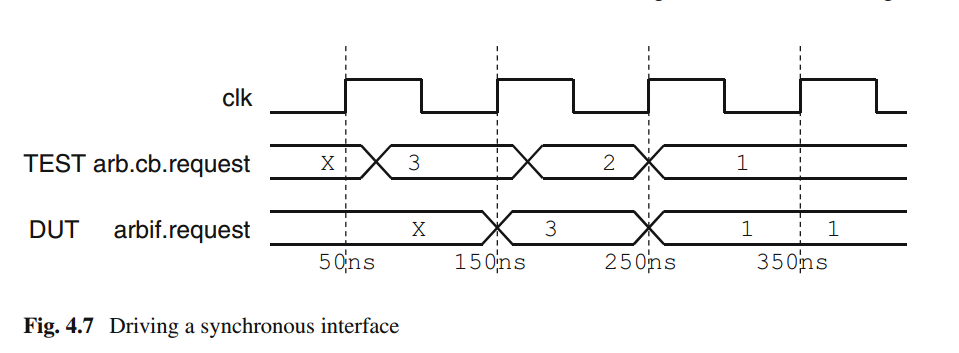 clk
TEST arb.cb.request X 3 2 1
DUT arbif.request X 3 1 1
50ns 150ns 250ns 350ns
Fig. 4.7 Driving a synchronous interface